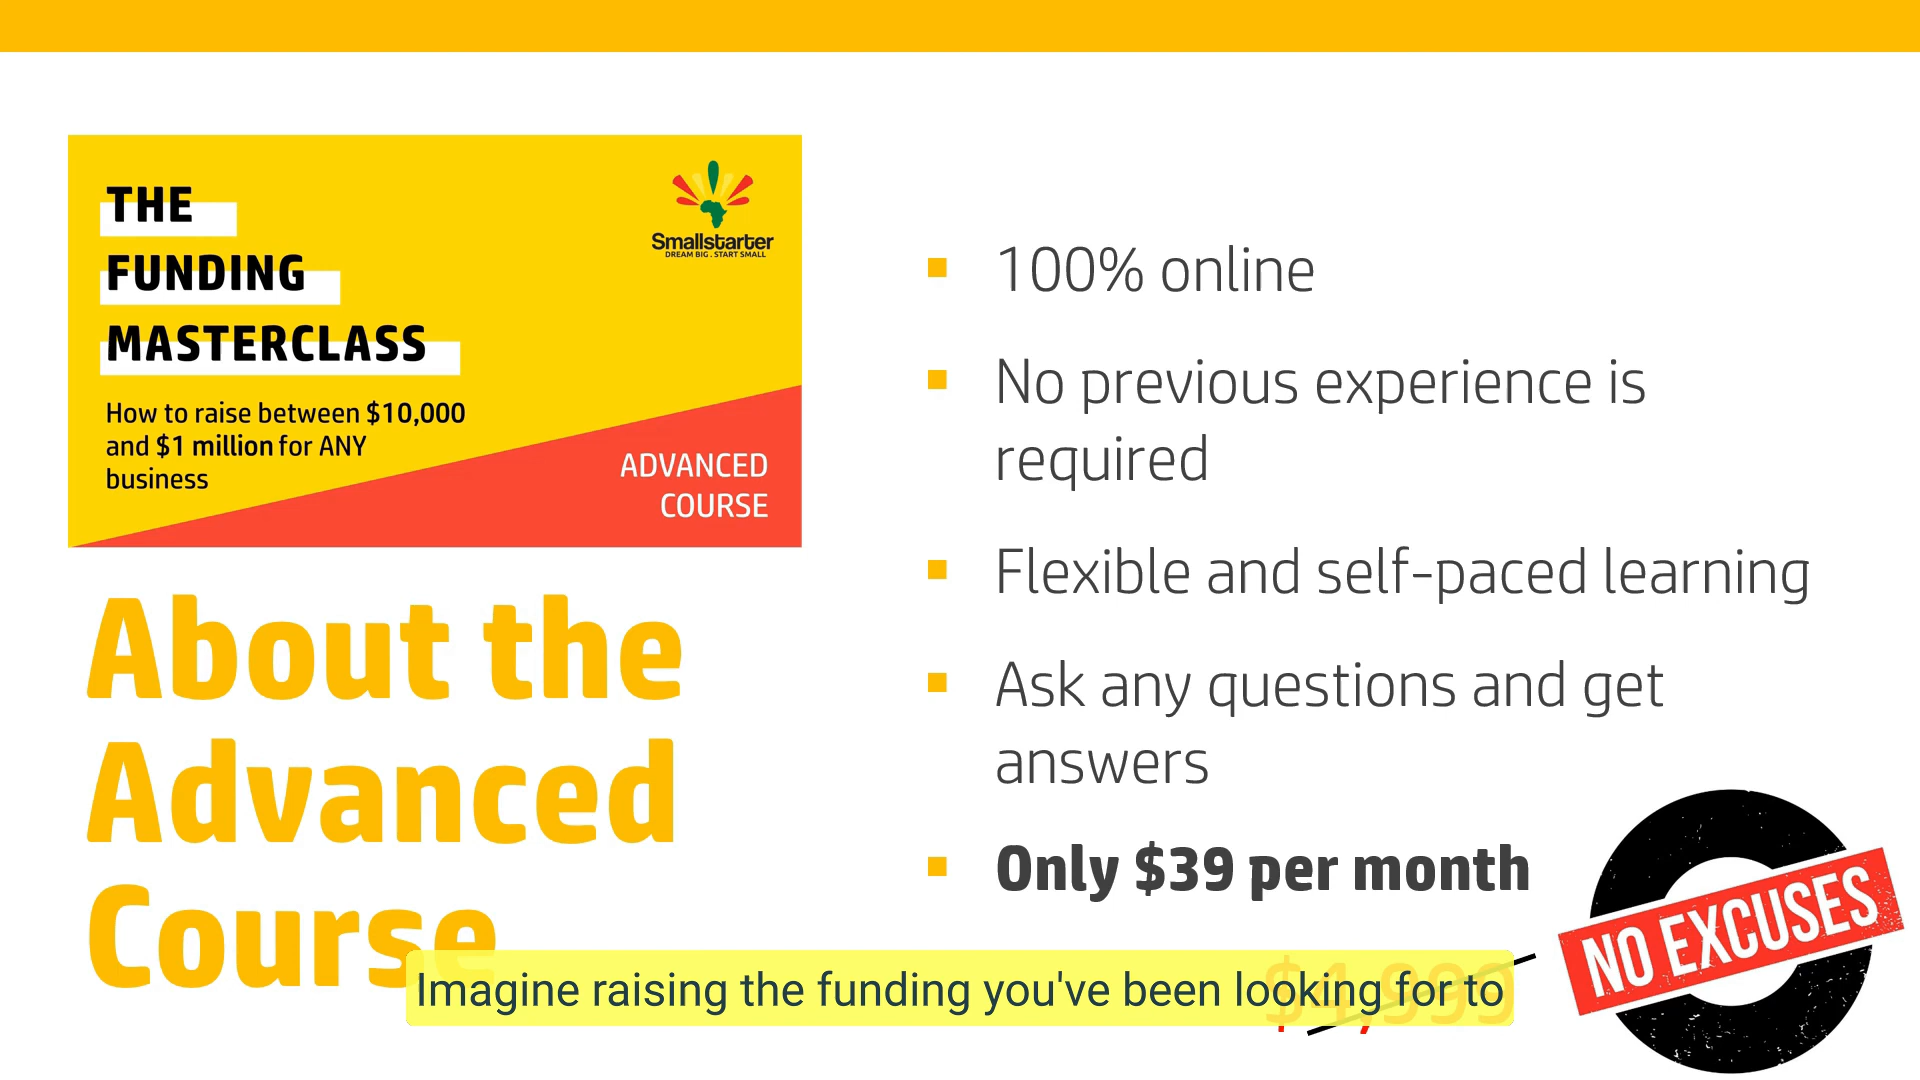 THE
FUNDING
MASTERCLASS
How to raise between $10,000
and $1 million for ANY
business
Smallstarter
DREAM BIG . START SMALL
ADVANCED
COURSE
About the
Advanced
Course
100% online
No previous experience is
required
Flexible and self-paced learning
Ask any questions and get
answers
Only $39 per month
NO EXCUSES
Imagine raising the funding you've been looking for to